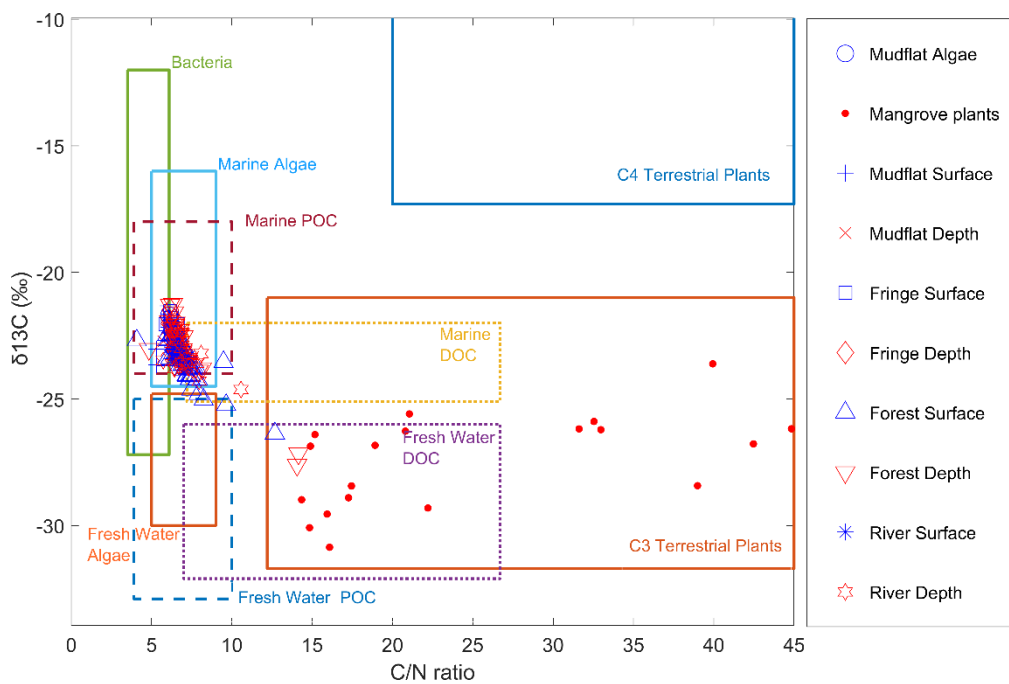 -10
-15
-20
-25
-30
δ13C (‰)
0
5
10
15
20
25
30
35
40
45
C/N ratio
Bacteria
Marine Algae
Marine POC
Marine
DOC
C4 Terrestrial Plants
Fresh Water
DOC
C3 Terrestrial Plants
Fresh Water
Algae
Fresh Water POC
Mudflat Algae
Mangrove plants
Mudflat Surface
Mudflat Depth
Fringe Surface
Fringe Depth
Forest Surface
Forest Depth
River Surface
River Depth